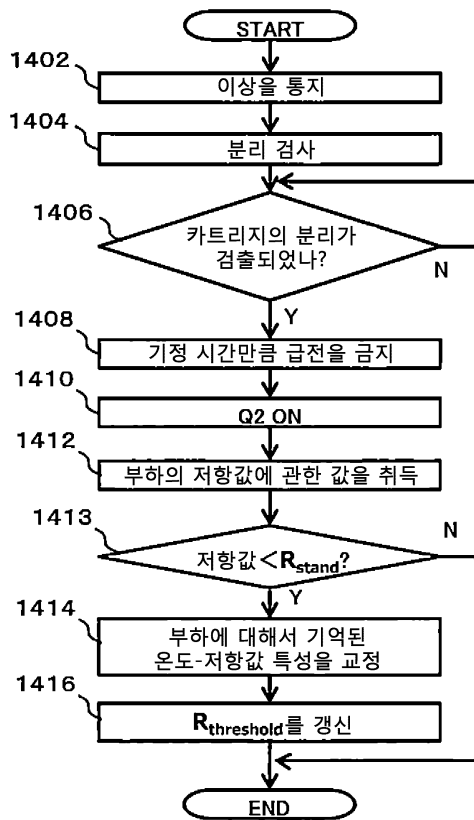 START
1402
이상을 통지
1404
분리 검사
1406
카트리지의 분리가
검출되었나?
N
Y
1408
기정 시간만큼 급전을 금지
1410
Q2 ON
1412
부하의 저항값에 관한 값을 취득
1413
저항값<Rstand?
N
Y
1414
부하에 대해서 기억된
온도-저항값 특성을 교정
1416
Rthreshold를 갱신
END